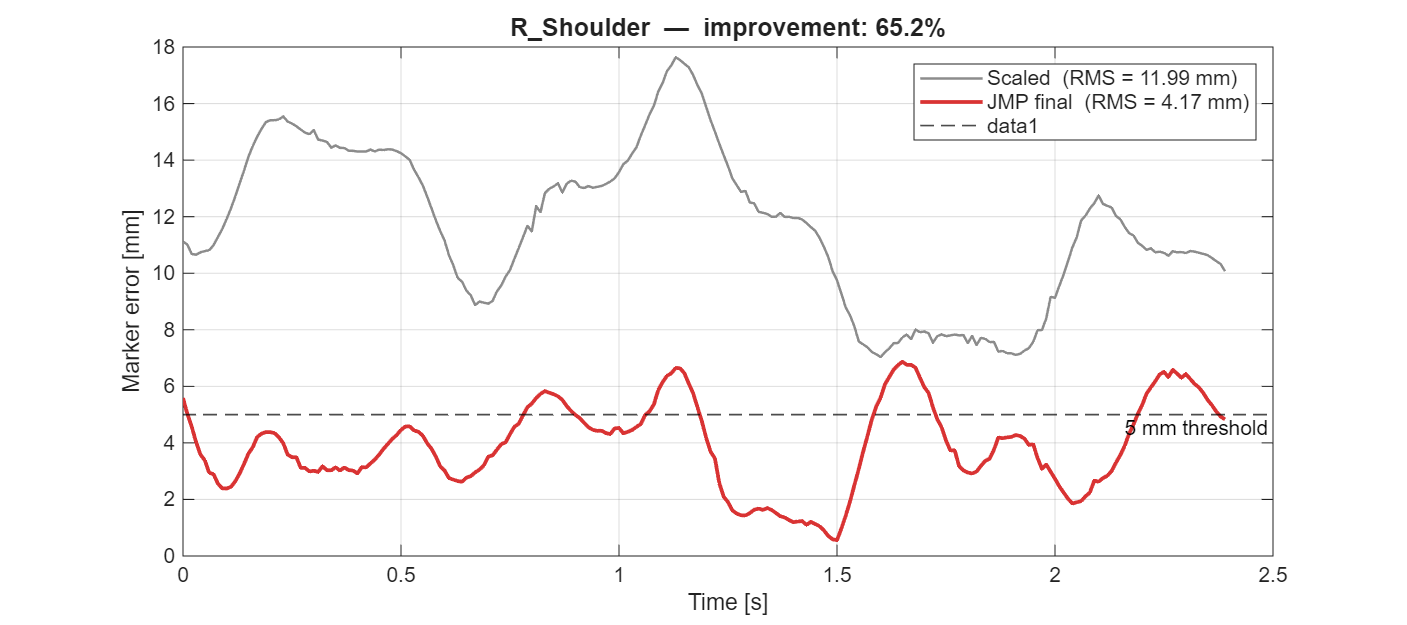 R_Shoulder — improvement: 65.2%
18
16
14
12
10
8
6
4
2
0
Marker error [mm]
Scaled (RMS = 11.99 mm)
JMP final (RMS = 4.17 mm)
data1
5 mm threshold
0
0.5
1
1.5
2
2.5
Time [s]